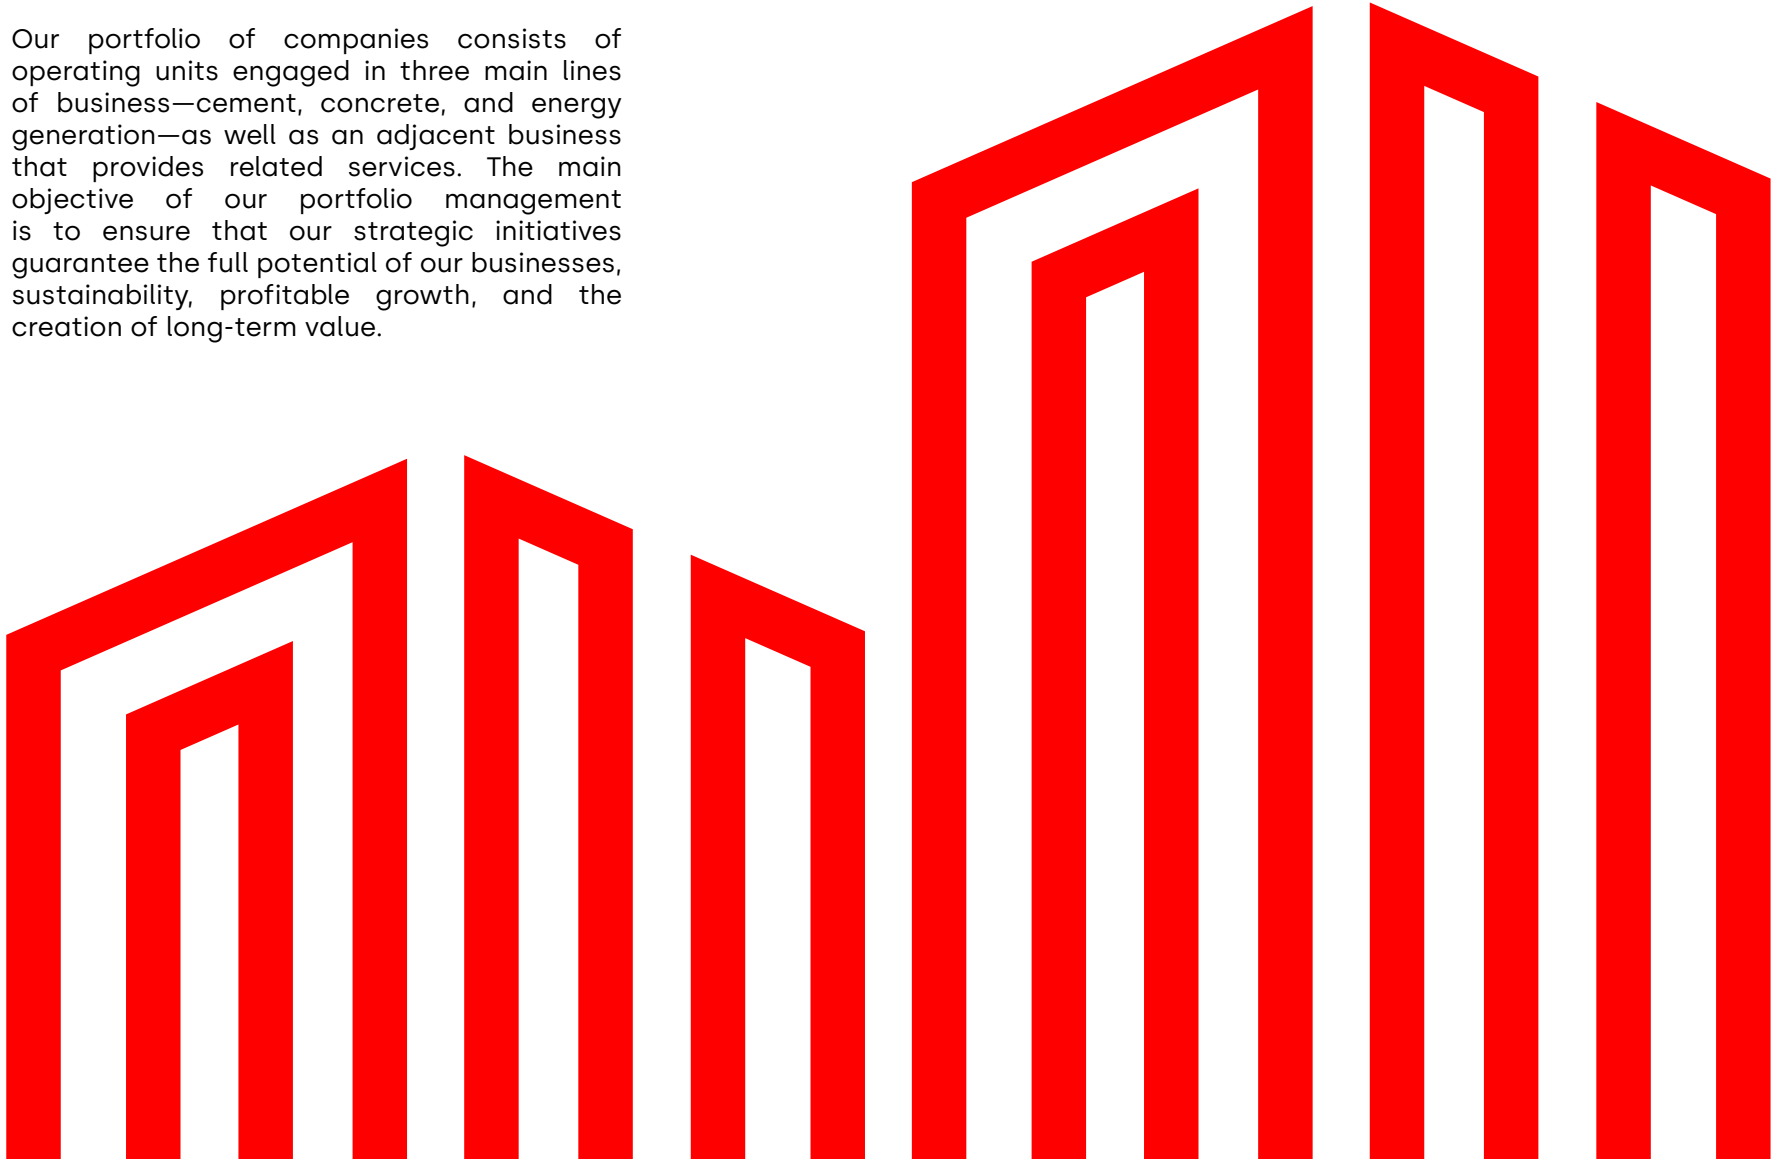 Our portfolio of companies consists of
operating units engaged in three main lines
of business—cement, concrete, and energy
generation—as well as an adjacent business
that provides related services. The main
objective of our portfolio management
is to ensure that our strategic initiatives
guarantee the full potential of our businesses,
sustainability, profitable growth, and the
creation of long-term value.